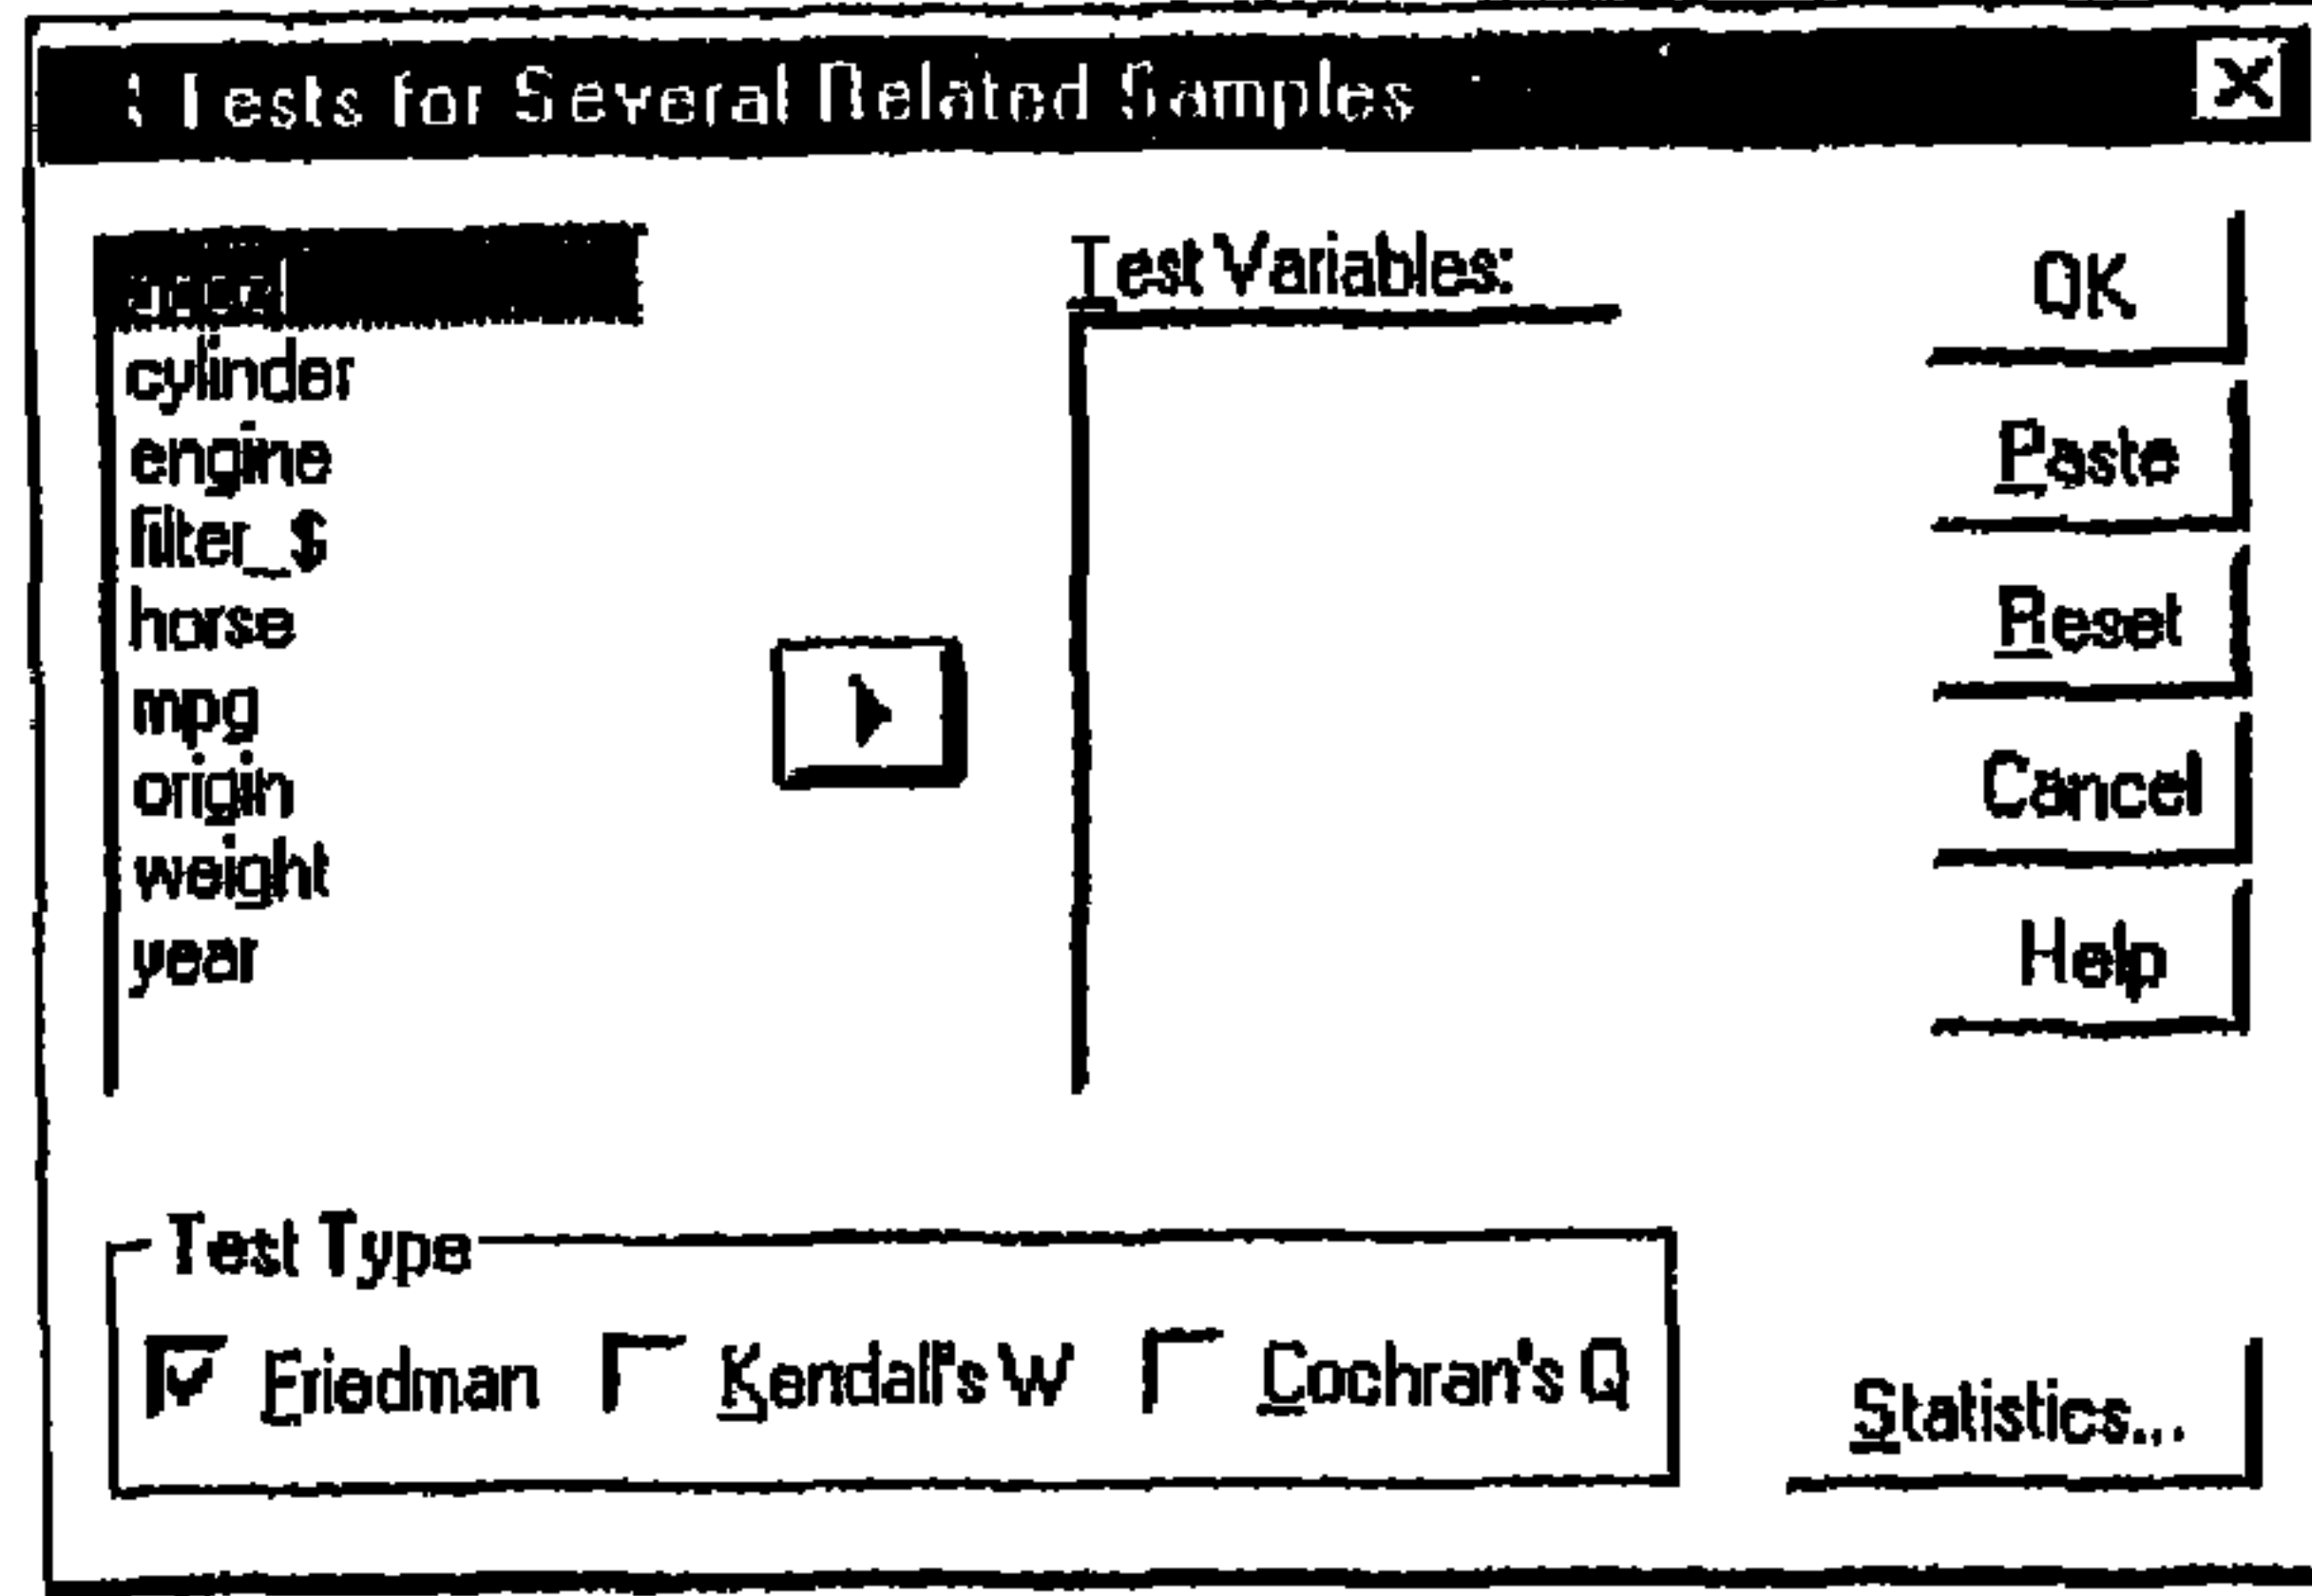 Tests for Several Related Samples
Test Variables:
cylinder
engine
filter_$
horse
mpg
origin
weight
year
OK
Paste
Reset
Cancel
Help
Test Type
Friedman Kendall's W Cochran's Q
Statistics...